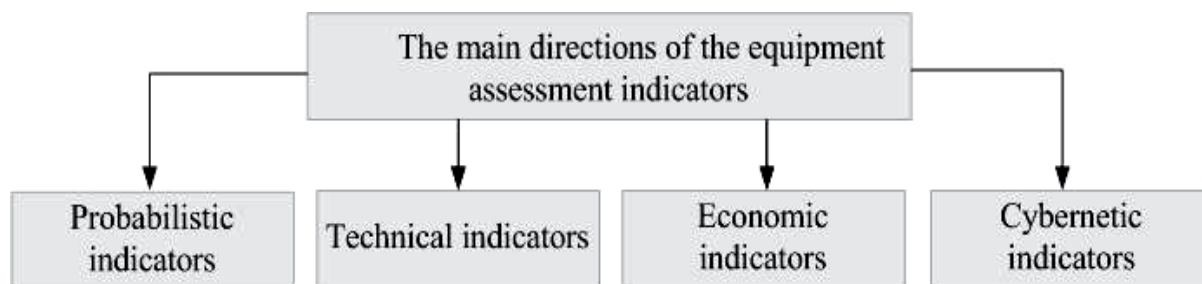 The main directions of the equipment
assessment indicators
Probabilistic
indicators
Technical indicators
Economic
indicators
Cybernetic
indicators